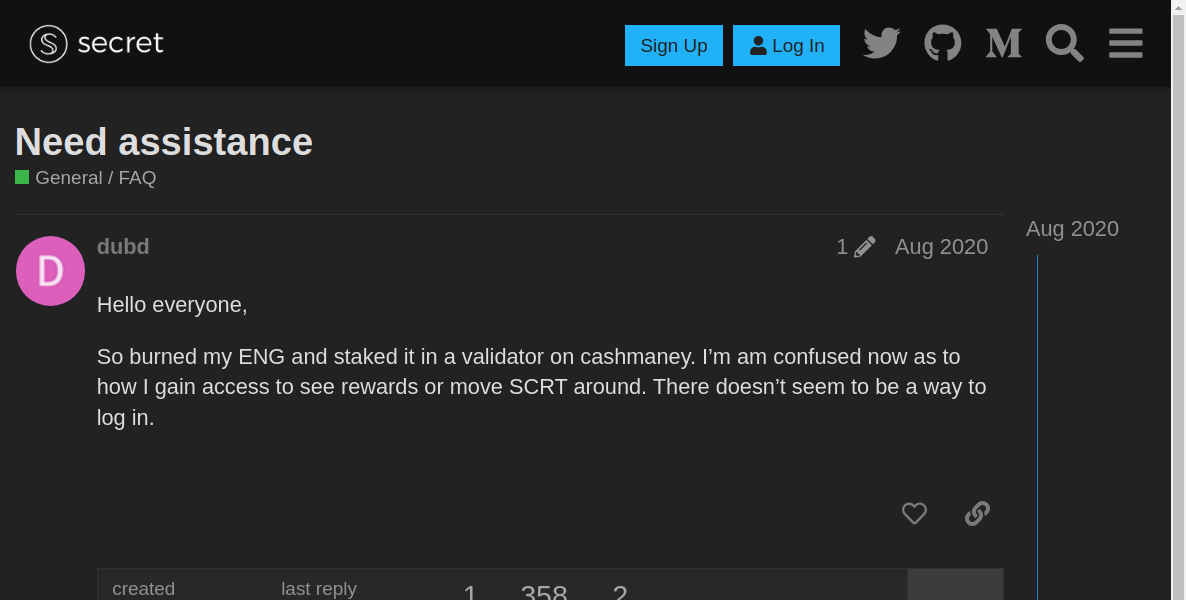 secret
Sign Up
Log In
Need assistance
General / FAQ
Aug 2020
D
dubd
1
Aug 2020
Hello everyone,
So burned my ENG and staked it in a validator on cashmaney. I’m am confused now as to
how I gain access to see rewards or move SCRT around. There doesn’t seem to be a way to
log in.
created
last reply
1
358
2